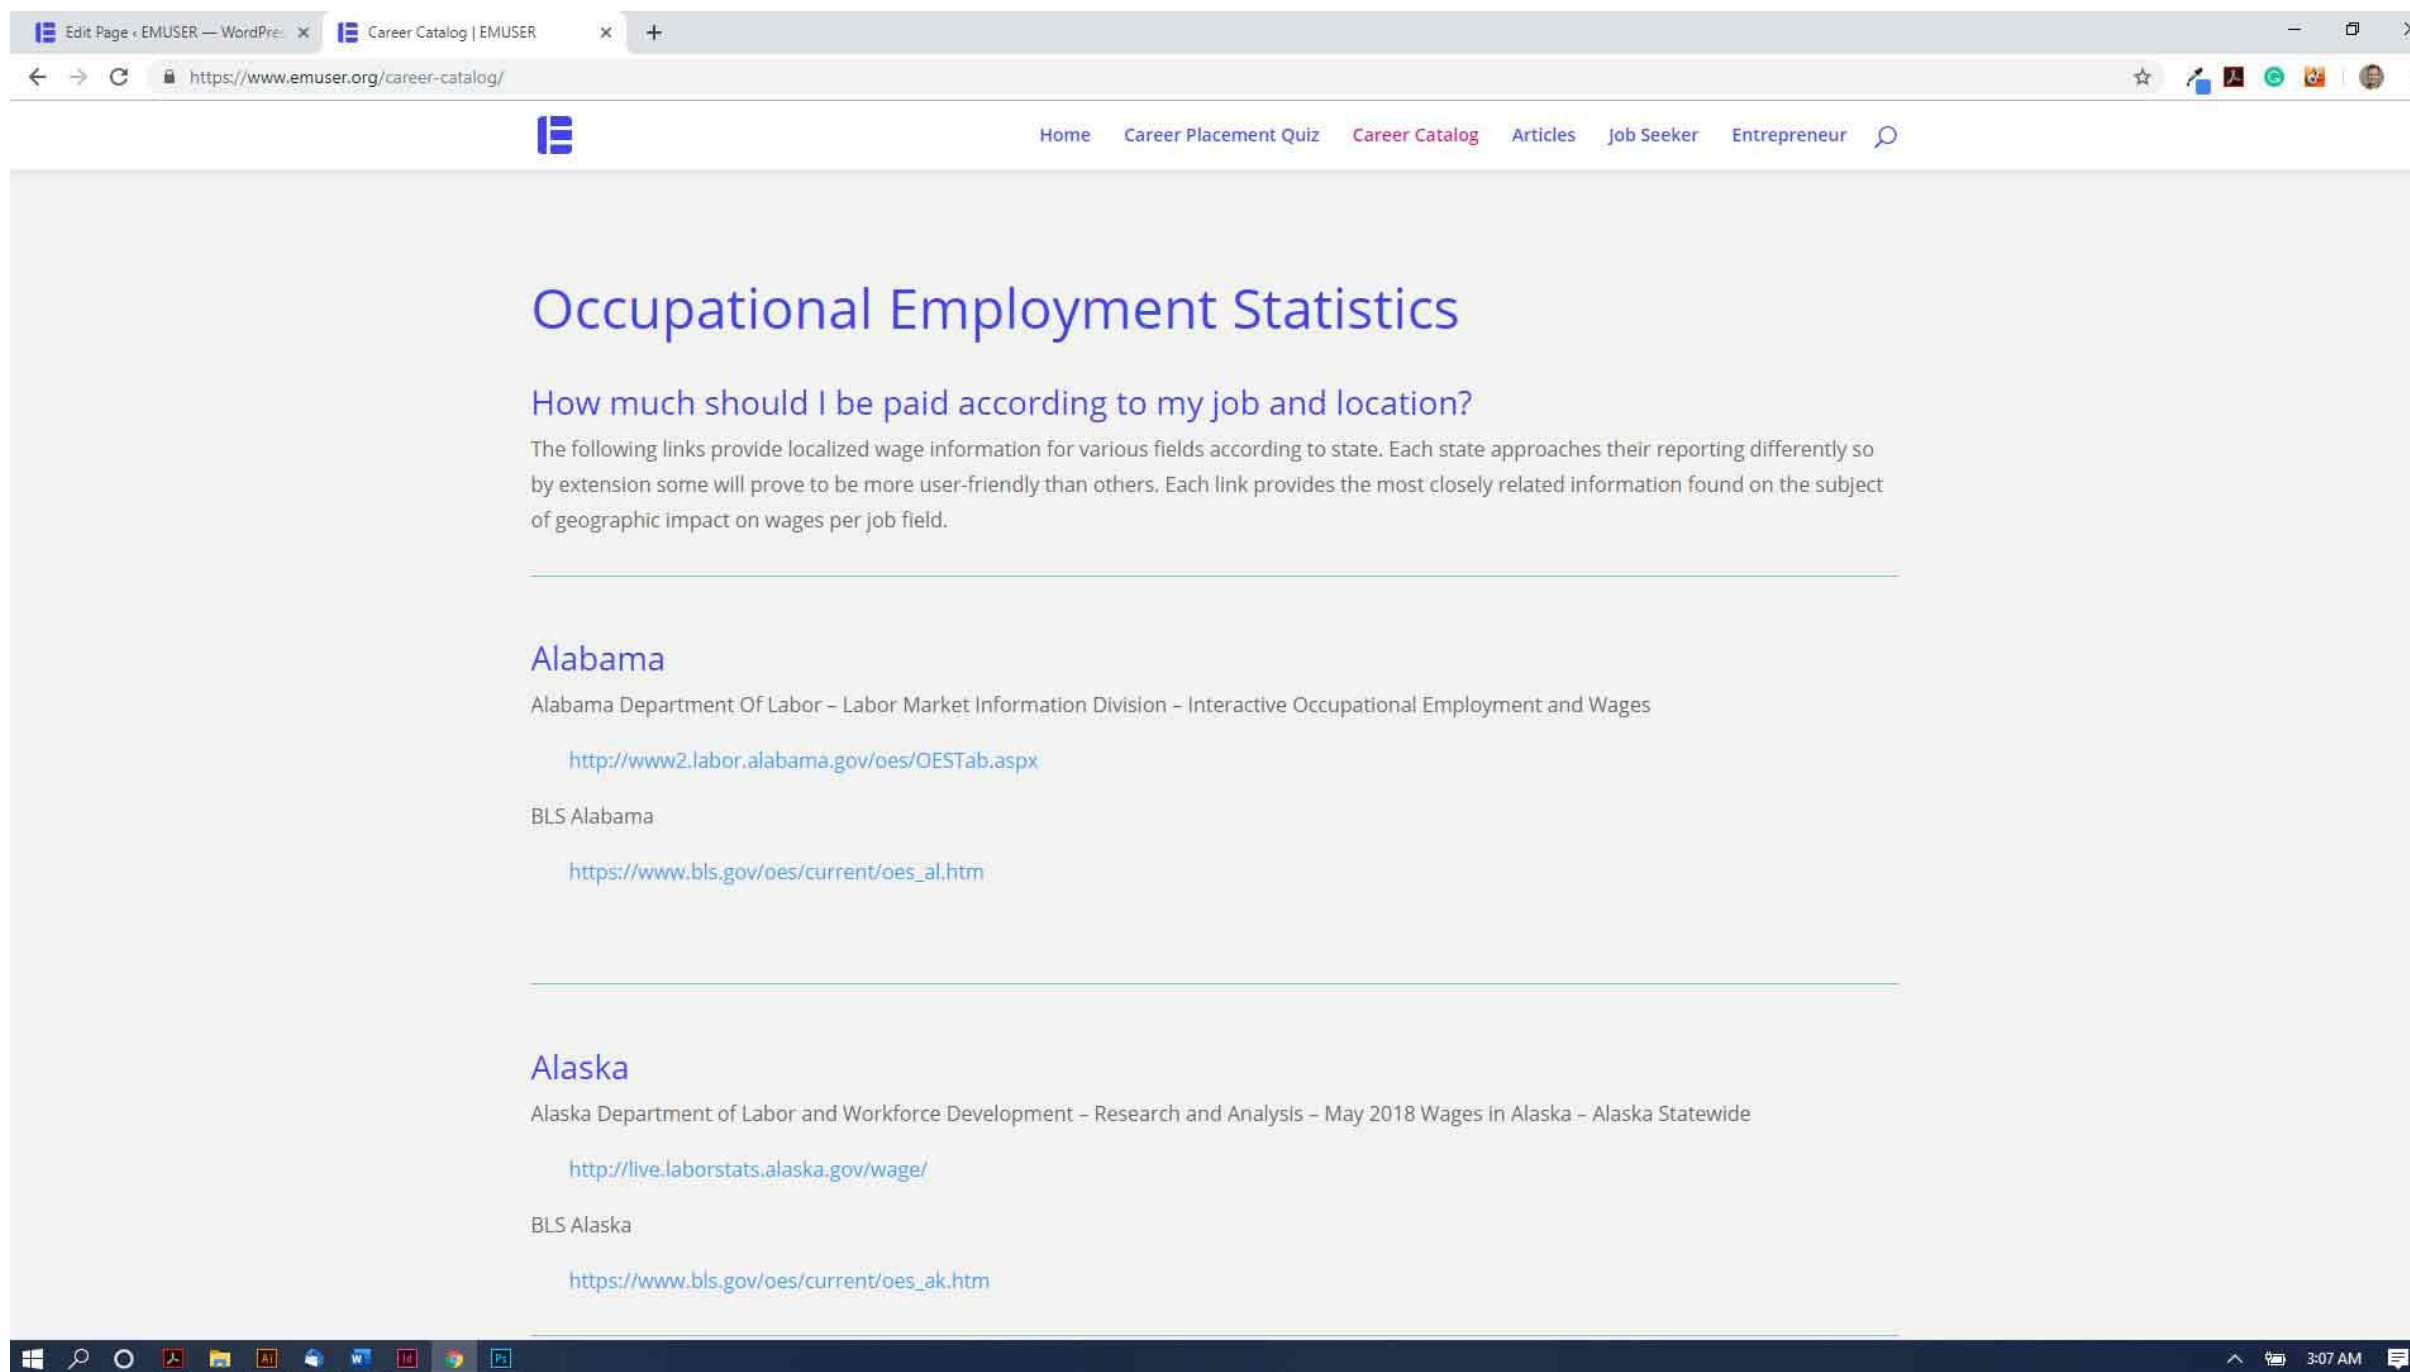 Edit Page ‹ EMUSER — WordPre
Career Catalog | EMUSER
https://www.emuser.org/career-catalog/
Home Career Placement Quiz Career Catalog Articles Job Seeker Entrepreneur
Occupational Employment Statistics
How much should I be paid according to my job and location?
The following links provide localized wage information for various fields according to state. Each state approaches their reporting differently so
by extension some will prove to be more user-friendly than others. Each link provides the most closely related information found on the subject
of geographic impact on wages per job field.
Alabama
Alabama Department Of Labor – Labor Market Information Division – Interactive Occupational Employment and Wages
http://www2.labor.alabama.gov/oes/OESTab.aspx
BLS Alabama
https://www.bls.gov/oes/current/oes_al.htm
Alaska
Alaska Department of Labor and Workforce Development – Research and Analysis – May 2018 Wages in Alaska – Alaska Statewide
http://live.laborstats.alaska.gov/wage/
BLS Alaska
https://www.bls.gov/oes/current/oes_ak.htm
Ai W Id Ps 3:07 AM